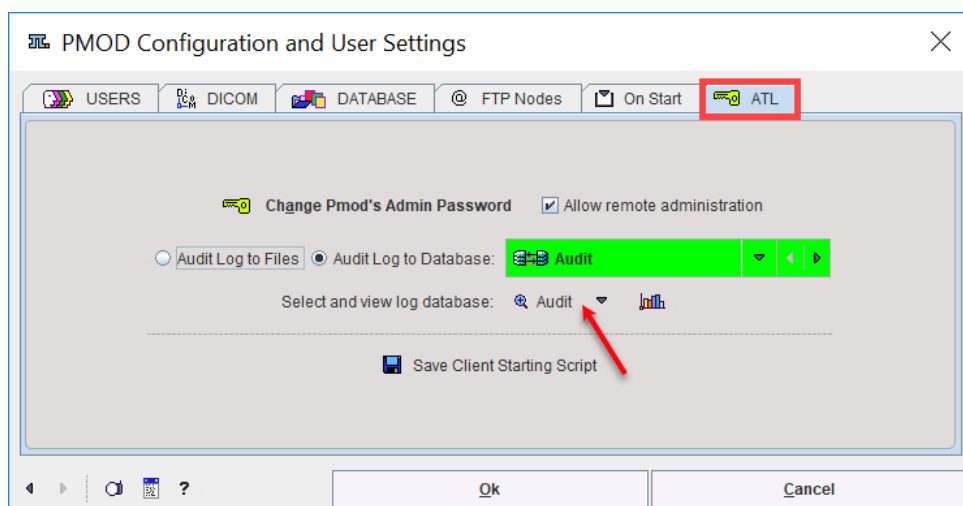 PMOD Configuration and User Settings
USERS DICOM DATABASE @ FTP Nodes On Start ATL
Change Pmod's Admin Password Allow remote administration
Audit Log to Files Audit Log to Database: Audit
Select and view log database: Audit
Save Client Starting Script
? Ok Cancel